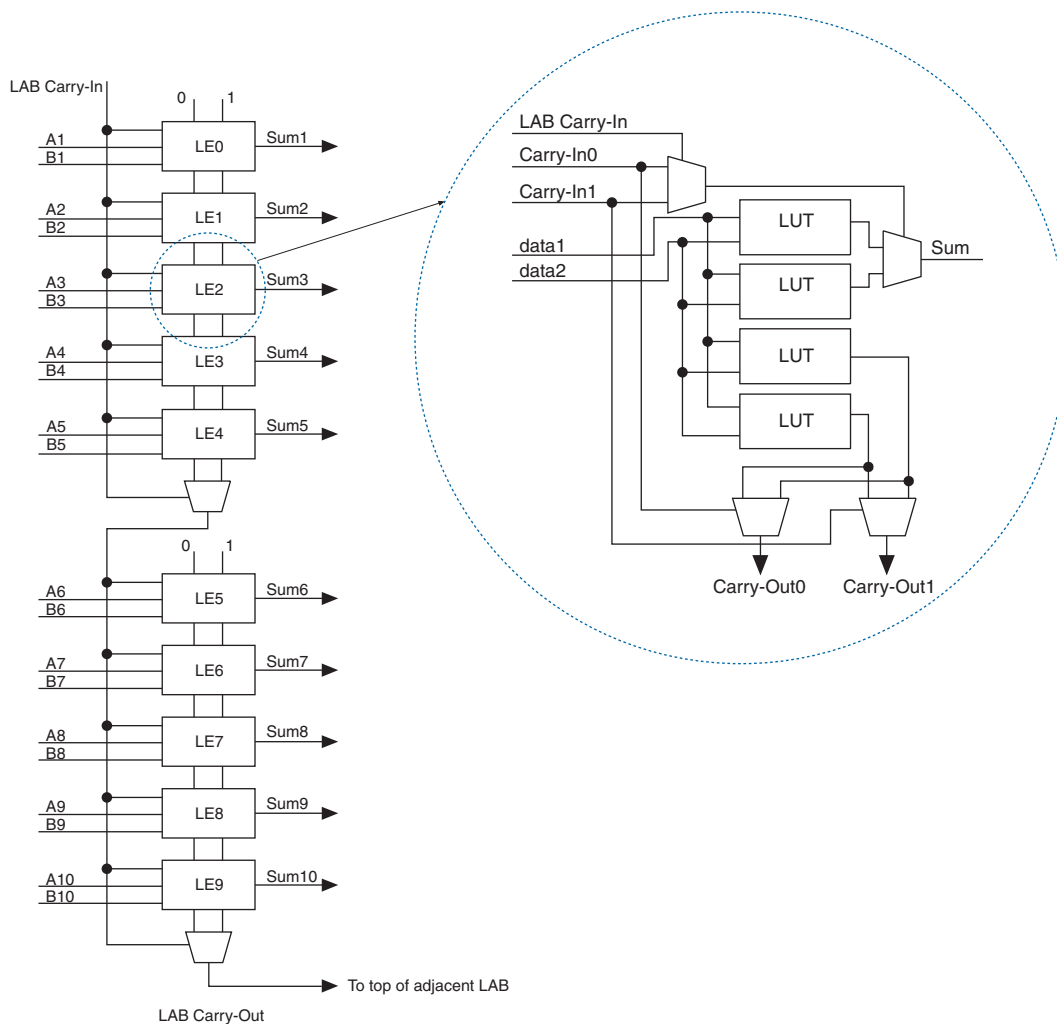 LAB Carry-In
0 1
A1
B1
LE0
Sum1
A2
B2
LE1
Sum2
A3
B3
LE2
Sum3
A4
B4
LE3
Sum4
A5
B5
LE4
Sum5
0 1
A6
B6
LE5
Sum6
A7
B7
LE6
Sum7
A8
B8
LE7
Sum8
A9
B9
LE8
Sum9
A10
B10
LE9
Sum10
To top of adjacent LAB
LAB Carry-Out
LAB Carry-In
Carry-In0
Carry-In1
data1
data2
LUT
LUT
LUT
LUT
Sum
Carry-Out0 Carry-Out1